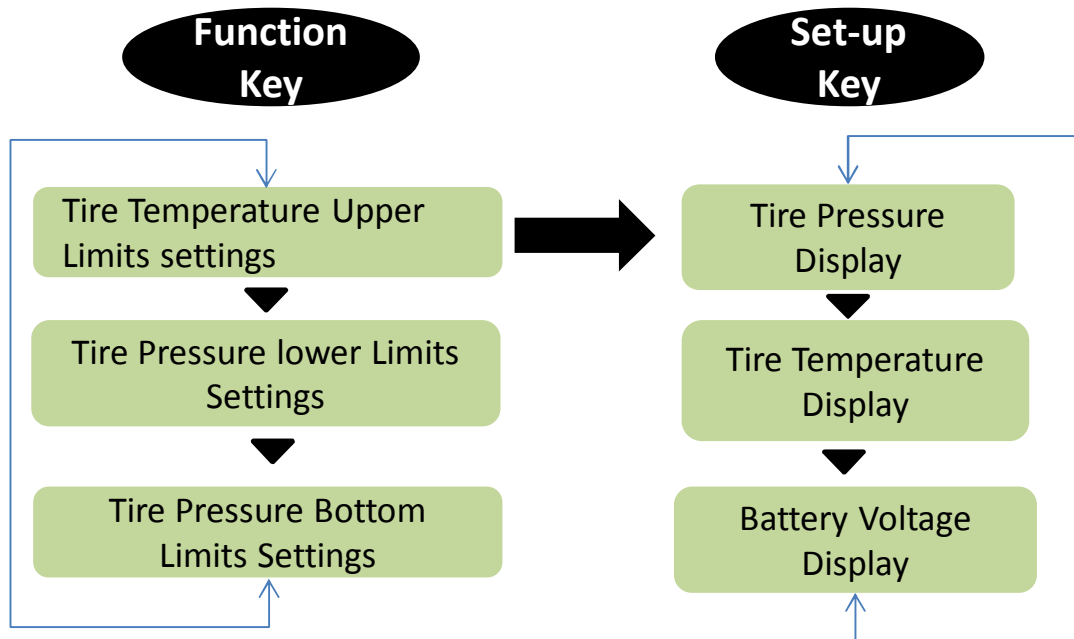 Function
Key
Tire Temperature Upper
Limits settings
Tire Pressure lower Limits
Settings
Tire Pressure Bottom
Limits Settings
Set-up
Key
Tire Pressure
Display
Tire Temperature
Display
Battery Voltage
Display